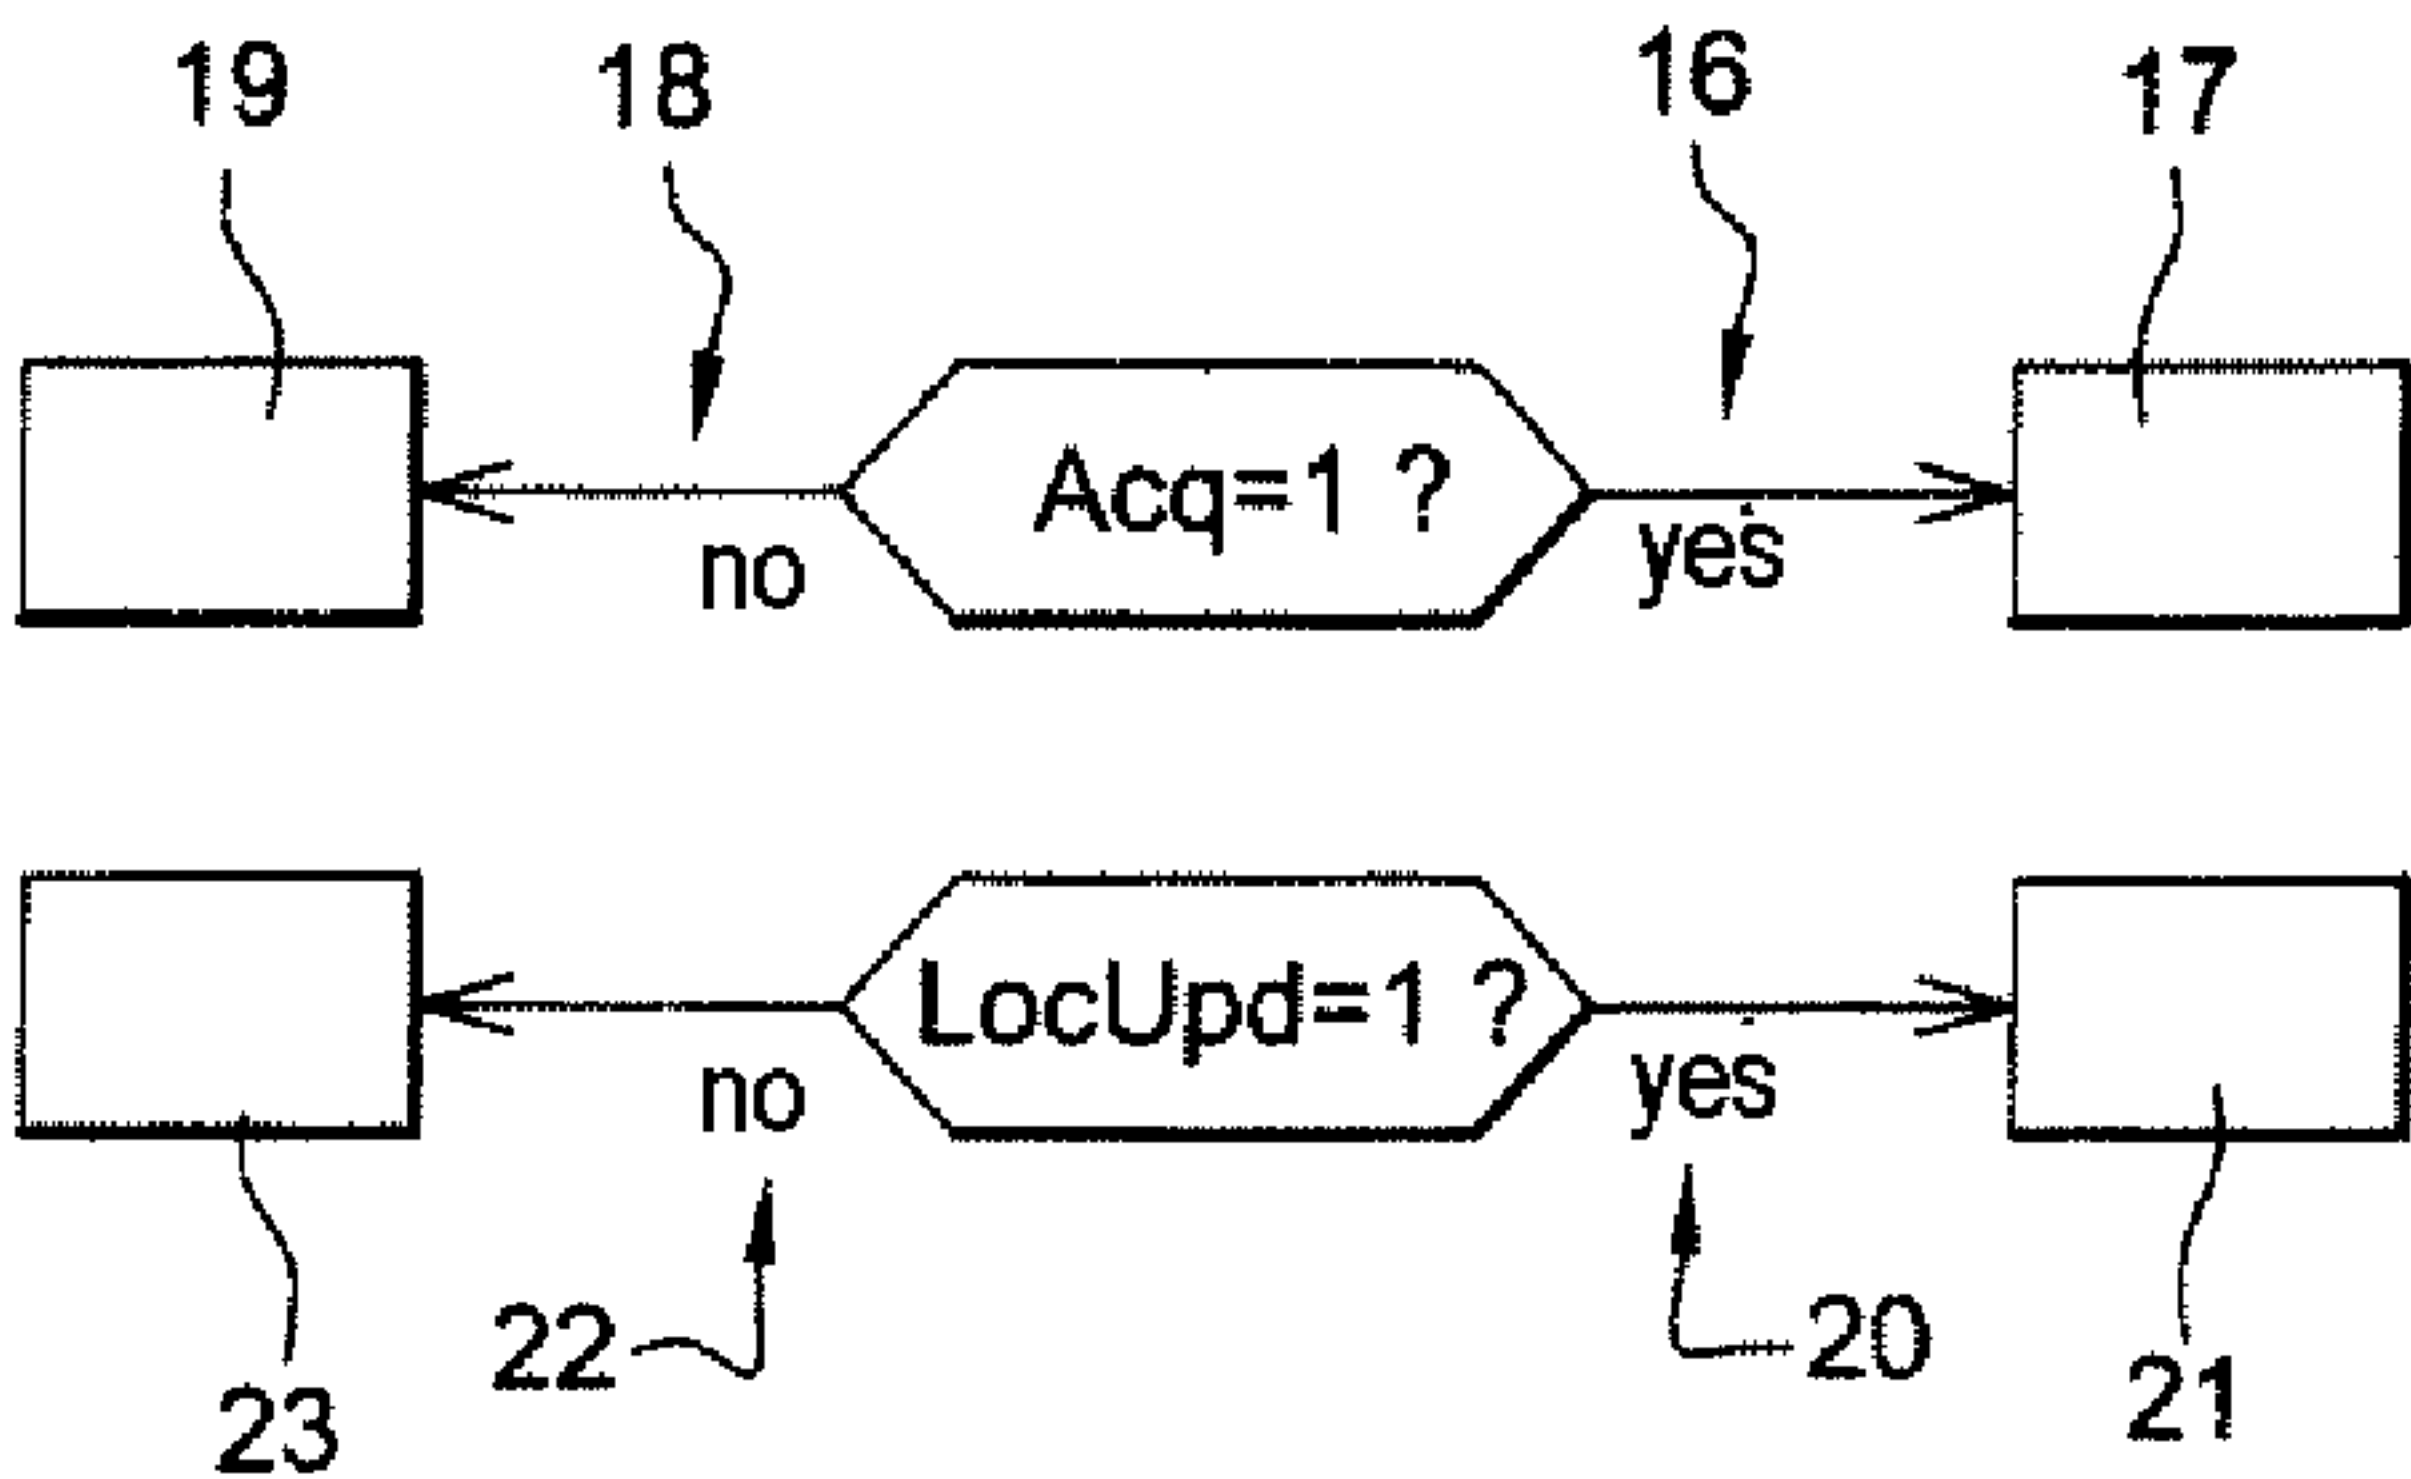 19 18 16 17
Acq=1 ?
no yes
LocUpd=1 ?
no yes
22 20
23 21